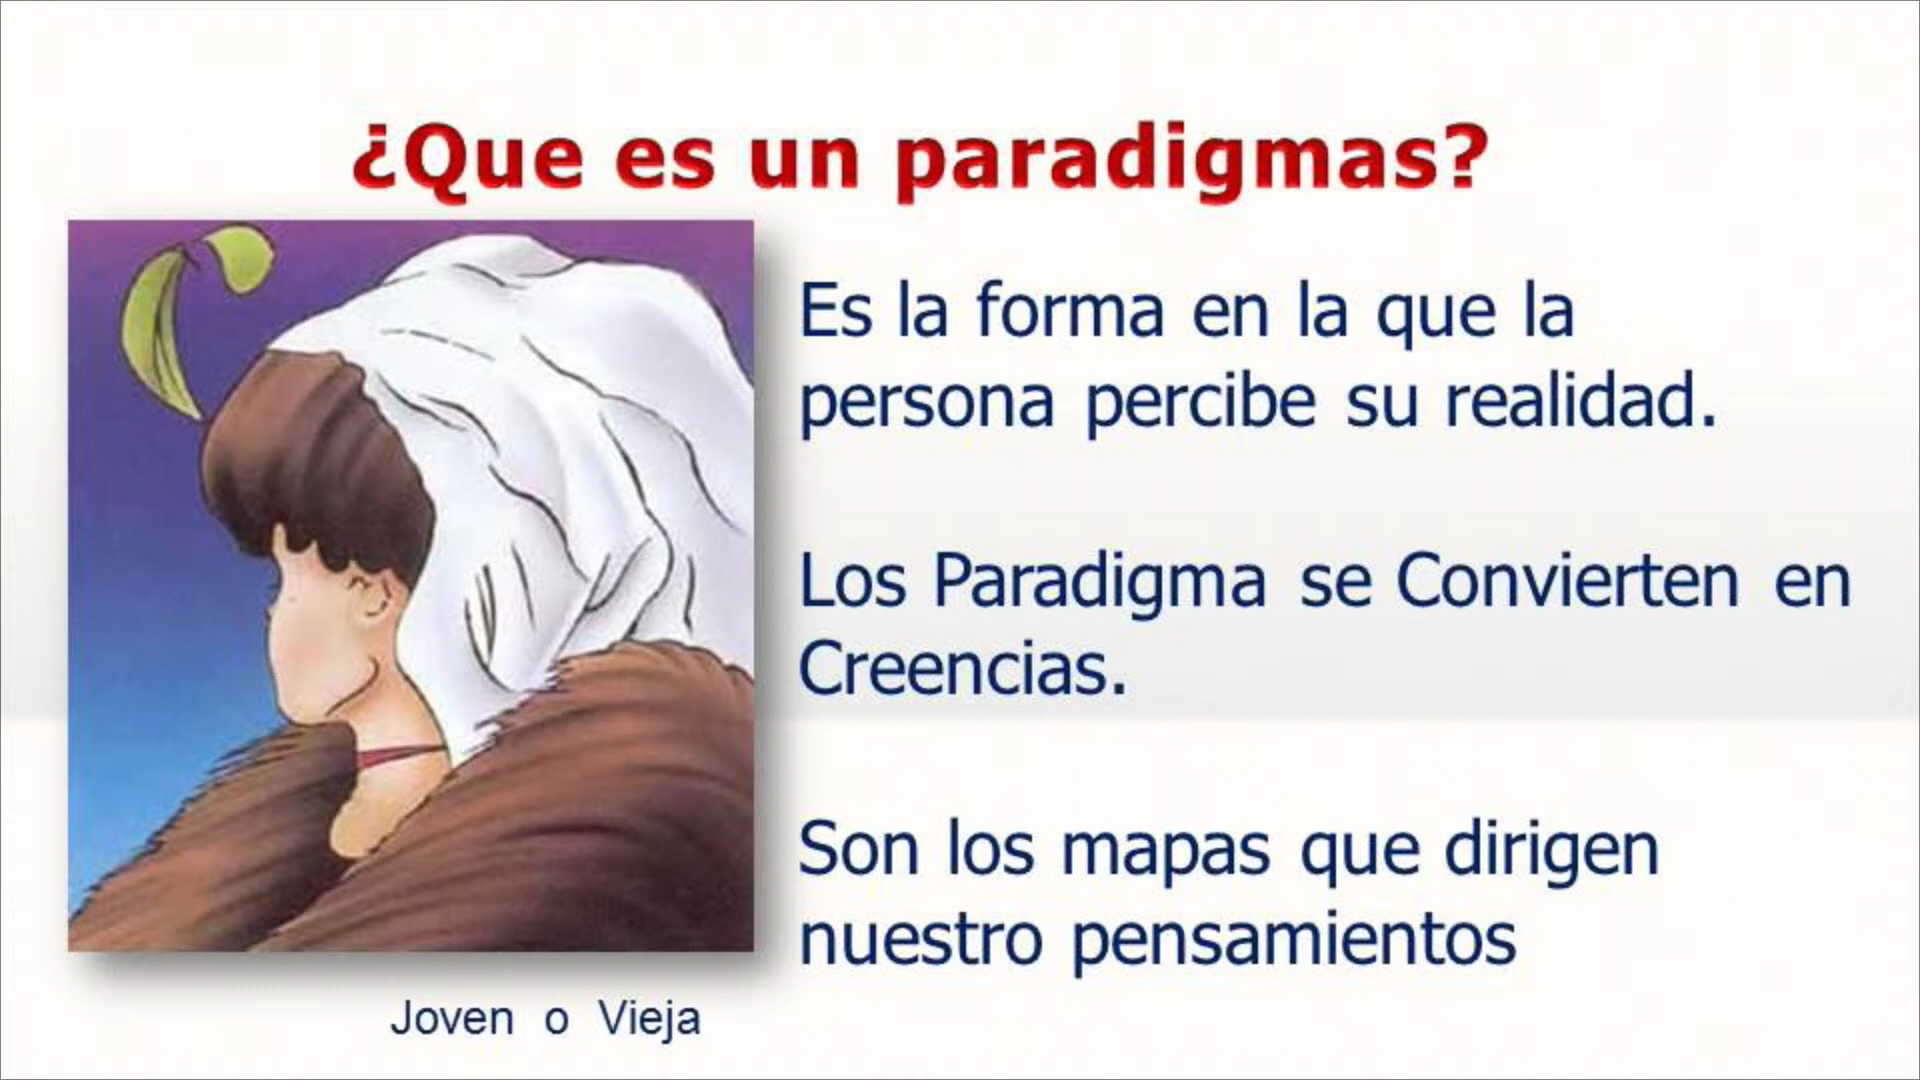 ¿Que es un paradigmas?
Es la forma en la que la
persona percibe su realidad.
Los Paradigma se Convierten en
Creencias.
Son los mapas que dirigen
nuestro pensamientos
Joven o Vieja